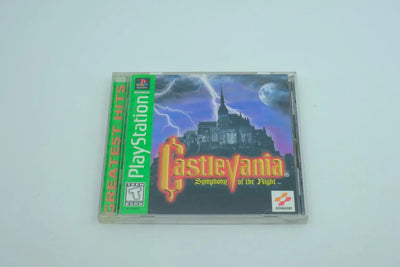 GREATEST HITS
PlayStation
Castlevania
Symphony of the Night
KONAMI
T